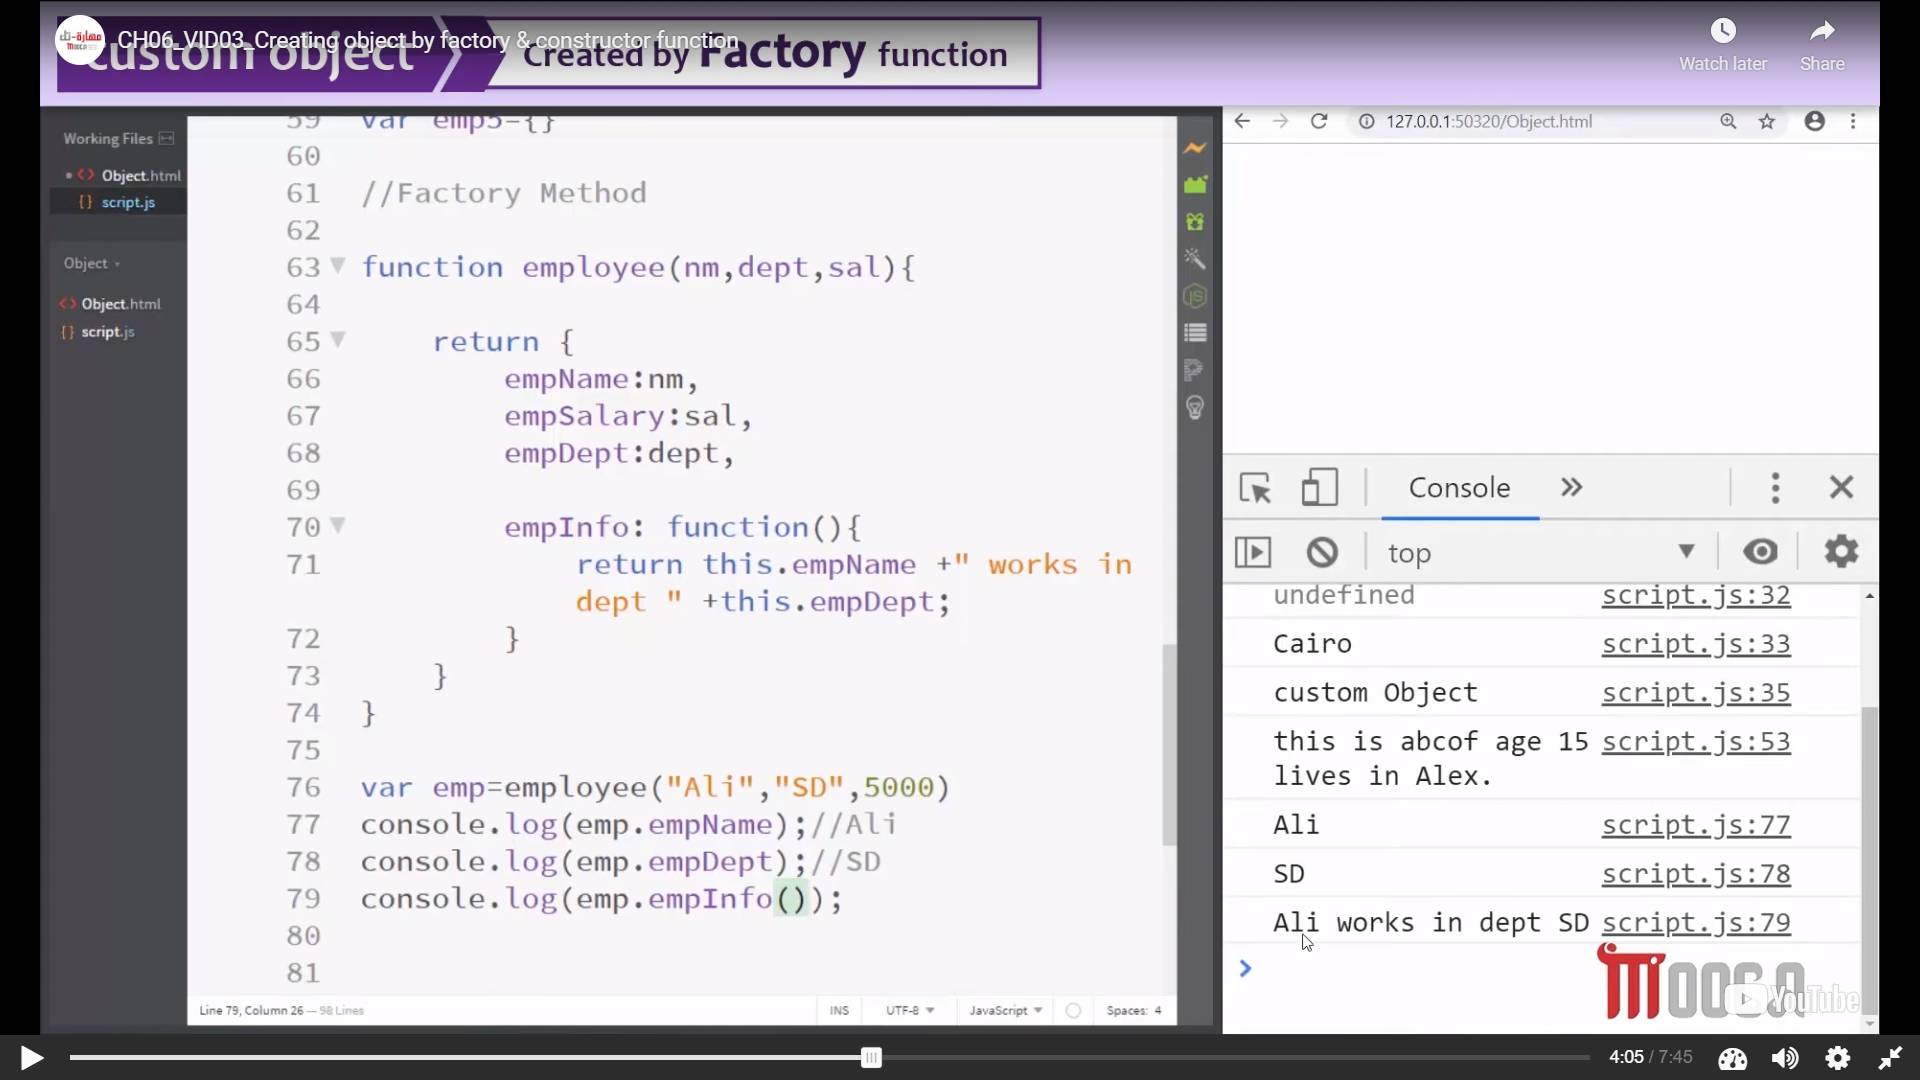 CH06_VID03_Creating object by factory & constructor function
Custom object
Created by Factory function
Watch later
Share
Working Files
Object.html
script.js
Object
Object.html
script.js
59 var emp5={}
60
61 //Factory Method
62
63 function employee(nm,dept,sal){
64
65 return {
66 empName:nm,
67 empSalary:sal,
68 empDept:dept,
69
70 empInfo: function(){
71 return this.empName +" works in
dept " +this.empDept;
72 }
73 }
74 }
75
76 var emp=employee("Ali","SD",5000)
77 console.log(emp.empName);//Ali
78 console.log(emp.empDept);//SD
79 console.log(emp.empInfo());
80
81
Line 79, Column 26 — 98 Lines
INS
UTF-8
JavaScript
Spaces: 4
127.0.0.1:50320/Object.html
Console
top
undefined script.js:32
Cairo script.js:33
custom Object script.js:35
this is abcof age 15 script.js:53
lives in Alex.
Ali script.js:77
SD script.js:78
Ali works in dept SD script.js:79
YouTube
4:05 / 7:45